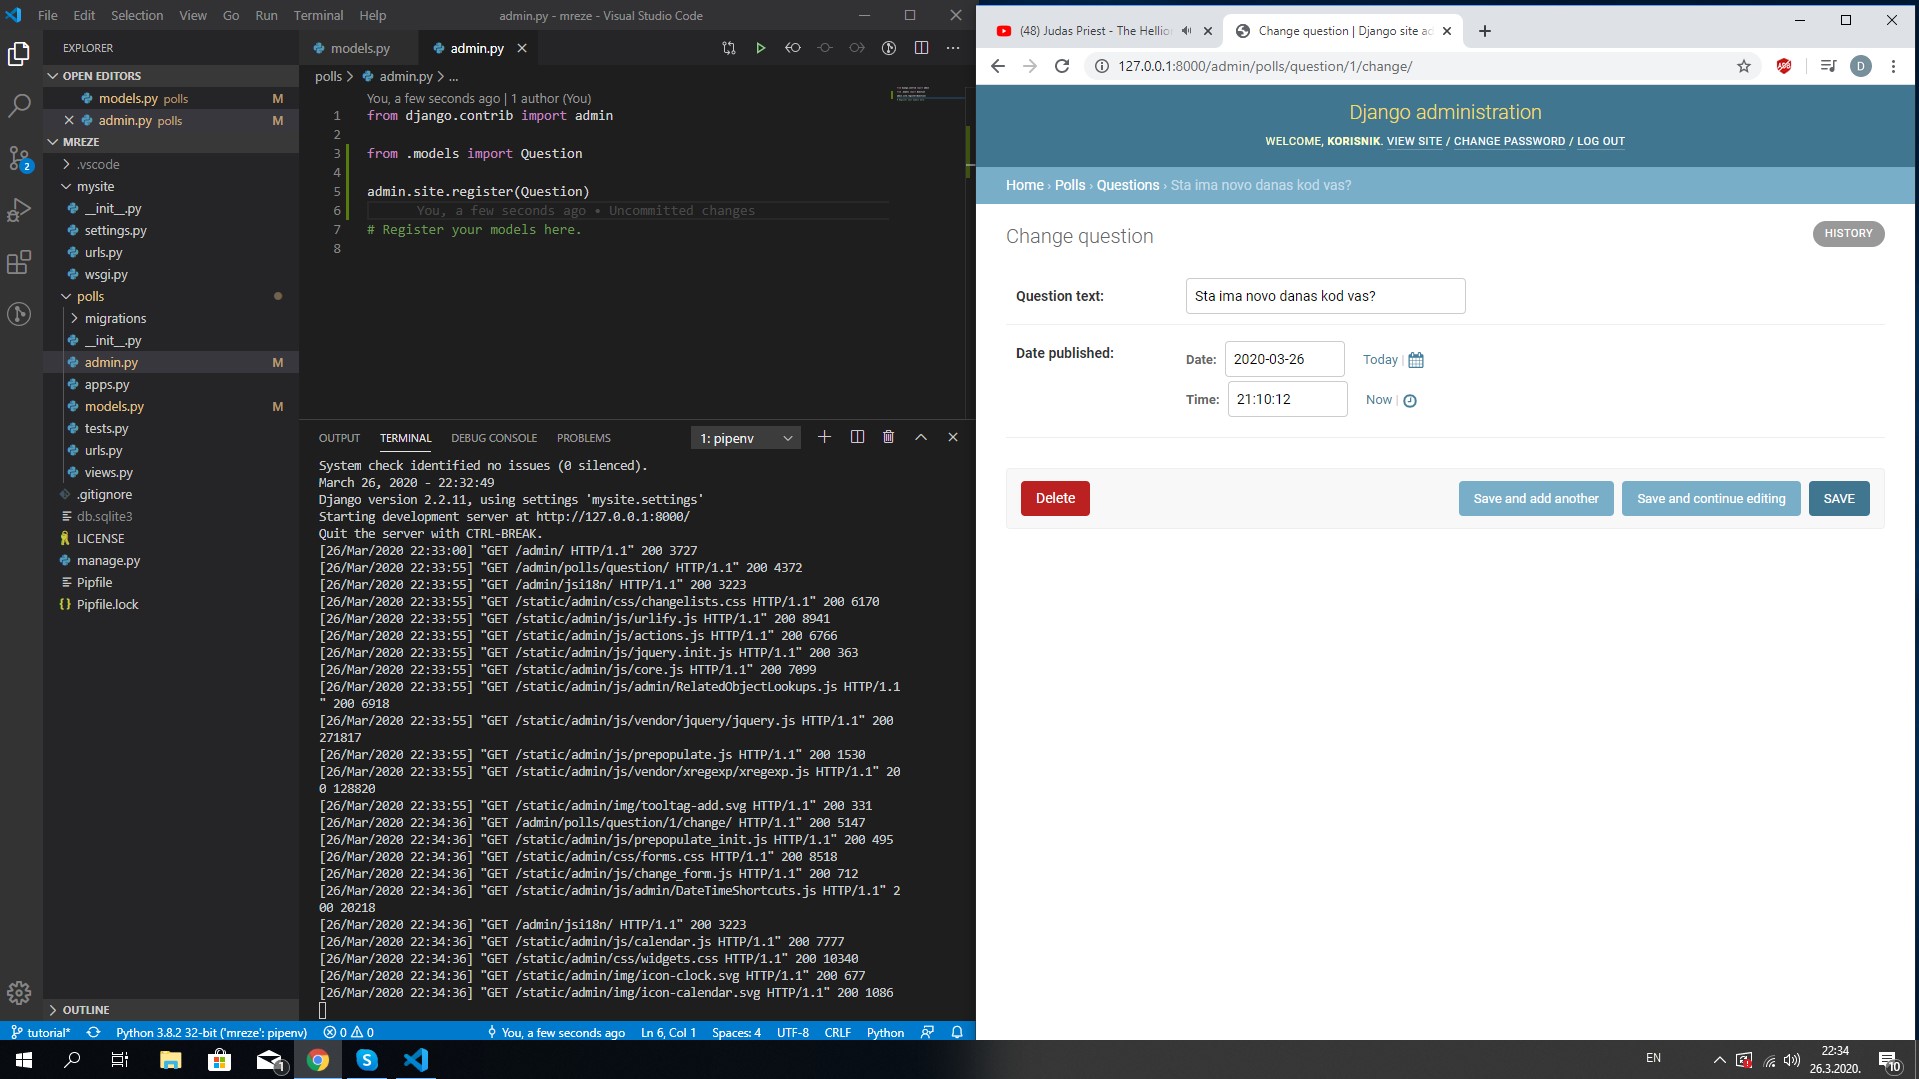 File Edit Selection View Go Run Terminal Help
admin.py - mreze - Visual Studio Code
EXPLORER
OPEN EDITORS
models.py polls M
admin.py polls M
MREZE
.vscode
mysite
__init__.py
settings.py
urls.py
wsgi.py
polls
migrations
__init__.py
admin.py M
apps.py
models.py M
tests.py
urls.py
views.py
.gitignore
db.sqlite3
LICENSE
manage.py
Pipfile
Pipfile.lock
OUTLINE
models.py
admin.py
polls > admin.py > ...
You, a few seconds ago | 1 author (You)
1 from django.contrib import admin
2
3 from .models import Question
4
5 admin.site.register(Question)
6 You, a few seconds ago • Uncommitted changes
7 # Register your models here.
8
OUTPUT TERMINAL DEBUG CONSOLE PROBLEMS
1: pipenv
System check identified no issues (0 silenced).
March 26, 2020 - 22:32:49
Django version 2.2.11, using settings 'mysite.settings'
Starting development server at http://127.0.0.1:8000/
Quit the server with CTRL-BREAK.
[26/Mar/2020 22:33:00] "GET /admin/ HTTP/1.1" 200 3727
[26/Mar/2020 22:33:55] "GET /admin/polls/question/ HTTP/1.1" 200 4372
[26/Mar/2020 22:33:55] "GET /admin/jsi18n/ HTTP/1.1" 200 3223
[26/Mar/2020 22:33:55] "GET /static/admin/css/changelists.css HTTP/1.1" 200 6170
[26/Mar/2020 22:33:55] "GET /static/admin/js/urlify.js HTTP/1.1" 200 8941
[26/Mar/2020 22:33:55] "GET /static/admin/js/actions.js HTTP/1.1" 200 6766
[26/Mar/2020 22:33:55] "GET /static/admin/js/jquery.init.js HTTP/1.1" 200 363
[26/Mar/2020 22:33:55] "GET /static/admin/js/core.js HTTP/1.1" 200 7099
[26/Mar/2020 22:33:55] "GET /static/admin/js/admin/RelatedObjectLookups.js HTTP/1.1
" 200 6918
[26/Mar/2020 22:33:55] "GET /static/admin/js/vendor/jquery/jquery.js HTTP/1.1" 200
271817
[26/Mar/2020 22:33:55] "GET /static/admin/js/prepopulate.js HTTP/1.1" 200 1530
[26/Mar/2020 22:33:55] "GET /static/admin/js/vendor/xregexp/xregexp.js HTTP/1.1" 20
0 128820
[26/Mar/2020 22:33:55] "GET /static/admin/img/tooltag-add.svg HTTP/1.1" 200 331
[26/Mar/2020 22:34:36] "GET /admin/polls/question/1/change/ HTTP/1.1" 200 5147
[26/Mar/2020 22:34:36] "GET /static/admin/js/prepopulate_init.js HTTP/1.1" 200 495
[26/Mar/2020 22:34:36] "GET /static/admin/css/forms.css HTTP/1.1" 200 8518
[26/Mar/2020 22:34:36] "GET /static/admin/js/change_form.js HTTP/1.1" 200 712
[26/Mar/2020 22:34:36] "GET /static/admin/js/admin/DateTimeShortcuts.js HTTP/1.1" 2
00 20218
[26/Mar/2020 22:34:36] "GET /admin/jsi18n/ HTTP/1.1" 200 3223
[26/Mar/2020 22:34:36] "GET /static/admin/js/calendar.js HTTP/1.1" 200 7777
[26/Mar/2020 22:34:36] "GET /static/admin/css/widgets.css HTTP/1.1" 200 10340
[26/Mar/2020 22:34:36] "GET /static/admin/img/icon-clock.svg HTTP/1.1" 200 677
[26/Mar/2020 22:34:36] "GET /static/admin/img/icon-calendar.svg HTTP/1.1" 200 1086
2
tutorial* Python 3.8.2 32-bit ('mreze': pipenv) 0 0 You, a few seconds ago Ln 6, Col 1 Spaces: 4 UTF-8 CRLF Python
(48) Judas Priest - The Hellio
Change question | Django site ad
127.0.0.1:8000/admin/polls/question/1/change/
ABP
D
Django administration
WELCOME, KORISNIK. VIEW SITE / CHANGE PASSWORD / LOG OUT
Home › Polls › Questions › Sta ima novo danas kod vas?
Change question
HISTORY
Question text: Sta ima novo danas kod vas?
Date published:
Date: 2020-03-26 Today |
Time: 21:10:12 Now |
Delete
Save and add another
Save and continue editing
SAVE
1
S
EN
22:34
26.3.2020.
10